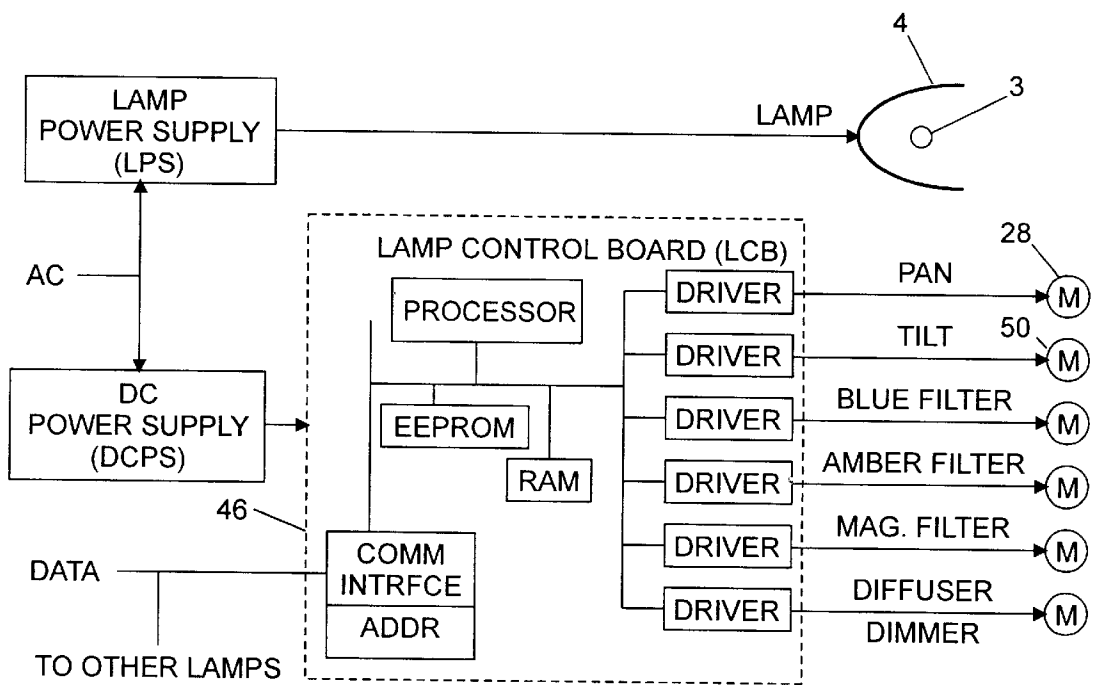 4
3
LAMP
POWER SUPPLY
(LPS)
LAMP
AC
LAMP CONTROL BOARD (LCB)
PROCESSOR
EEPROM
RAM
DC
POWER SUPPLY
(DCPS)
46
DATA
COMM
INTRFCE
ADDR
TO OTHER LAMPS
DRIVER
PAN
28
M
DRIVER
TILT
50
M
DRIVER
BLUE FILTER
M
DRIVER
AMBER FILTER
M
DRIVER
MAG. FILTER
M
DRIVER
DIFFUSER
DIMMER
M